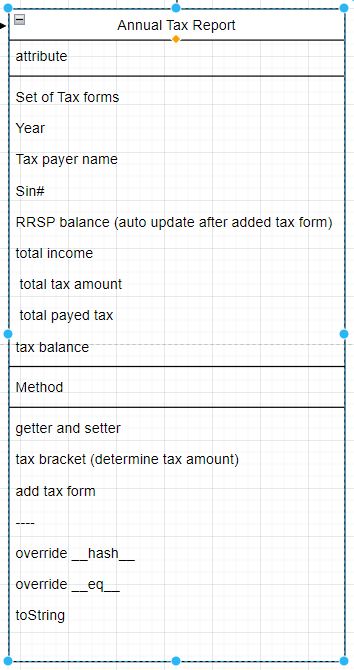 Annual Tax Report
attribute
Set of Tax forms
Year
Tax payer name
Sin#
RRSP balance (auto update after added tax form)
total income
total tax amount
total payed tax
tax balance
Method
getter and setter
tax bracket (determine tax amount)
add tax form
----
override __hash__
override __eq__
toString